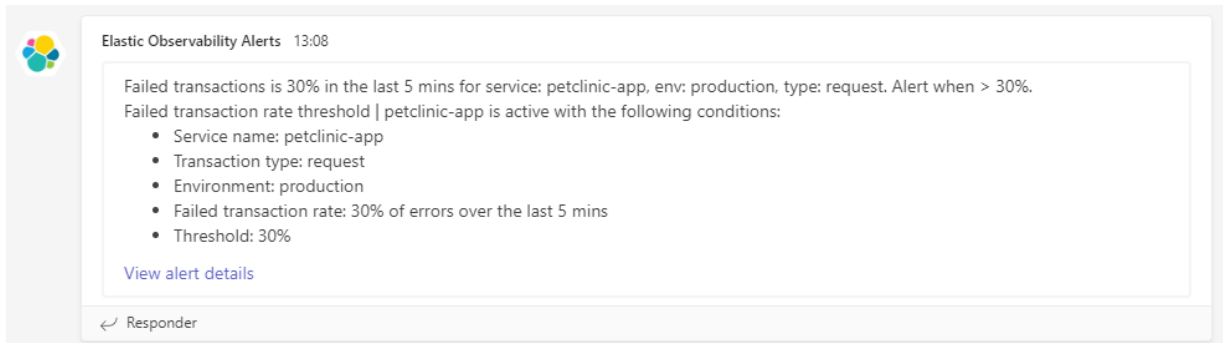 Elastic Observability Alerts 13:08
Failed transactions is 30% in the last 5 mins for service: petclinic-app, env: production, type: request. Alert when > 30%.
Failed transaction rate threshold | petclinic-app is active with the following conditions:
• Service name: petclinic-app
• Transaction type: request
• Environment: production
• Failed transaction rate: 30% of errors over the last 5 mins
• Threshold: 30%
View alert details
Responder